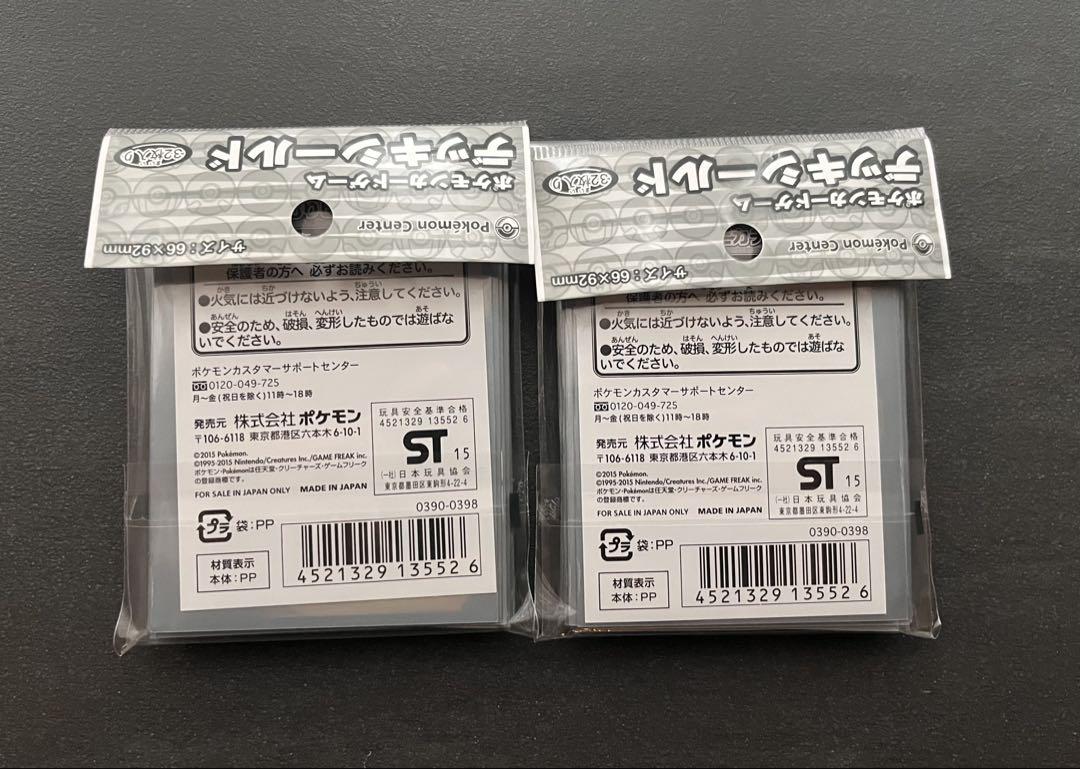 ポケモンカードゲーム
デッキシールド
32枚入り
Pokémon Center
サイズ：66×92mm
保護者の方へ 必ずお読みください。
●火気には近づけないよう、注意してください。
●安全のため、破損、変形したものでは遊ばな
いでください。
ポケモンカスタマーサポートセンター
0120-049-725
月〜金(祝日を除く)11時〜18時
発売元 株式会社 ポケモン
〒106-6118 東京都港区六本木6-10-1
©2015 Pokémon.
©1995-2015 Nintendo/Creatures Inc./GAME FREAK inc.
ポケモン・Pokémonは任天堂・クリーチャーズ・ゲームフリーク
の登録商標です。
FOR SALE IN JAPAN ONLY MADE IN JAPAN
玩具安全基準合格
4521329 13552 6
ST 15
(一社)日本玩具協会
東京都墨田区東駒形4-22-4
0390-0398
プラ 袋：PP
材質表示
本体：PP
4521329 135526
ポケモンカードゲーム
デッキシールド
32枚入り
Pokémon Center
サイズ：66×92mm
保護者の方へ 必ずお読みください。
●火気には近づけないよう、注意してください。
●安全のため、破損、変形したものでは遊ばな
いでください。
ポケモンカスタマーサポートセンター
0120-049-725
月〜金(祝日を除く)11時〜18時
発売元 株式会社 ポケモン
〒106-6118 東京都港区六本木6-10-1
©2015 Pokémon.
©1995-2015 Nintendo/Creatures Inc./GAME FREAK inc.
ポケモン・Pokémonは任天堂・クリーチャーズ・ゲームフリーク
の登録商標です。
FOR SALE IN JAPAN ONLY MADE IN JAPAN
玩具安全基準合格
4521329 13552 6
ST 15
(一社)日本玩具協会
東京都墨田区東駒形4-22-4
0390-0398
プラ 袋：PP
材質表示
本体：PP
4521329 135526